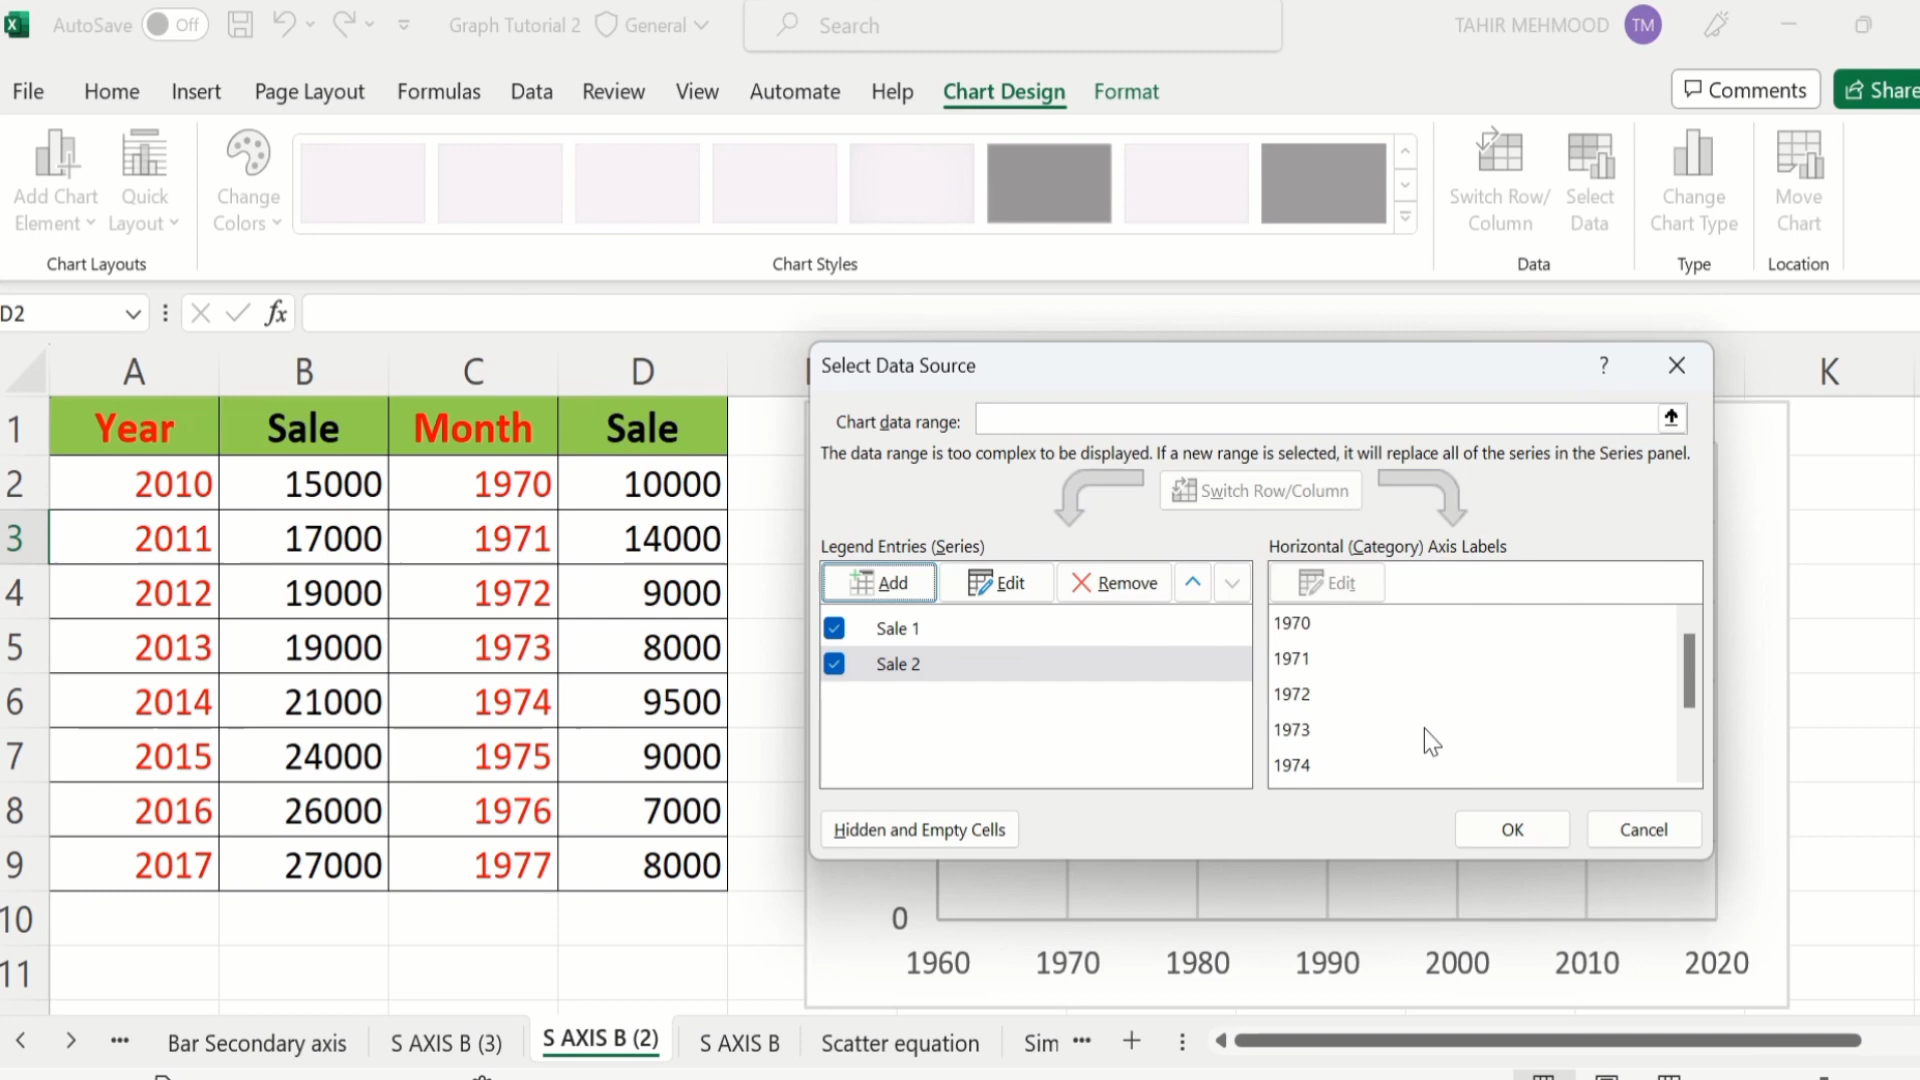 AutoSave Off Graph Tutorial 2 General Search TAHIR MEHMOOD TM
File Home Insert Page Layout Formulas Data Review View Automate Help Chart Design Format Comments Share
Add Chart Element
Quick Layout
Change Colors
Switch Row/ Column
Select Data
Change Chart Type
Move Chart
Chart Layouts Chart Styles Data Type Location
D2 fx
A B C D K
1 Year Sale Month Sale
2 2010 15000 1970 10000
3 2011 17000 1971 14000
4 2012 19000 1972 9000
5 2013 19000 1973 8000
6 2014 21000 1974 9500
7 2015 24000 1975 9000
8 2016 26000 1976 7000
9 2017 27000 1977 8000
10
11
Select Data Source ?
Chart data range:
The data range is too complex to be displayed. If a new range is selected, it will replace all of the series in the Series panel.
Switch Row/Column
Legend Entries (Series)
Add Edit Remove
Sale 1
Sale 2
Horizontal (Category) Axis Labels
Edit
1970
1971
1972
1973
1974
Hidden and Empty Cells OK Cancel
0
1960 1970 1980 1990 2000 2010 2020
Bar Secondary axis S AXIS B (3) S AXIS B (2) S AXIS B Scatter equation Sim